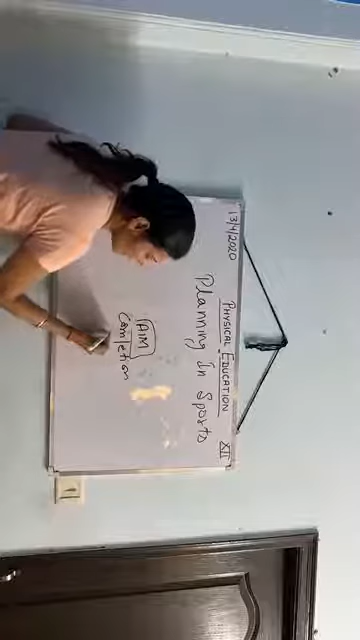 13/4/2020
PHYSICAL EDUCATION XII
Planning In Sports
AIM
Completion